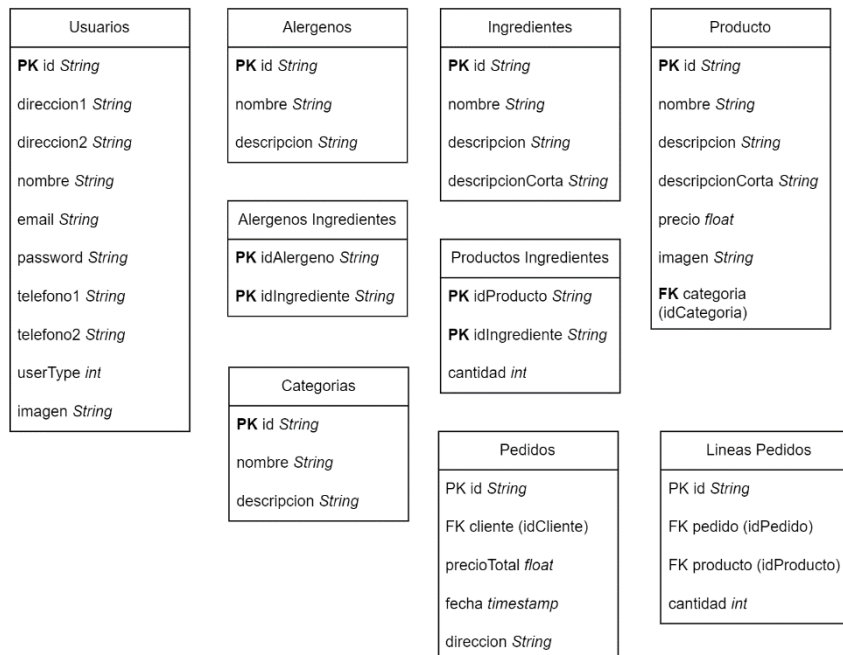 Usuarios
PK id String
direccion1 String
direccion2 String
nombre String
email String
password String
telefono1 String
telefono2 String
userType int
imagen String
Alergenos
PK id String
nombre String
descripcion String
Alergenos Ingredientes
PK idAlergeno String
PK idIngrediente String
Categorias
PK id String
nombre String
descripcion String
Ingredientes
PK id String
nombre String
descripcion String
descripcionCorta String
Productos Ingredientes
PK idProducto String
PK idIngrediente String
cantidad int
Pedidos
PK id String
FK cliente (idCliente)
precioTotal float
fecha timestamp
direccion String
Producto
PK id String
nombre String
descripcion String
descripcionCorta String
precio float
imagen String
FK categoria
(idCategoria)
Lineas Pedidos
PK id String
FK pedido (idPedido)
FK producto (idProducto)
cantidad int